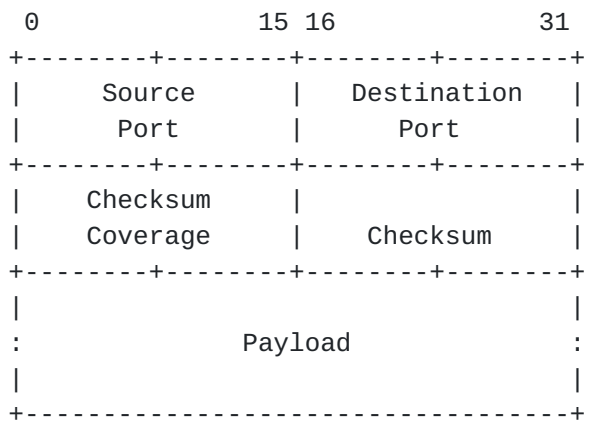 0              15 16             31
+--------+--------+--------+--------+
|     Source      |   Destination   |
|      Port       |      Port       |
+--------+--------+--------+--------+
|    Checksum     |                 |
|    Coverage     |    Checksum     |
+--------+--------+--------+--------+
|                                   |
:              Payload              :
|                                   |
+-----------------------------------+